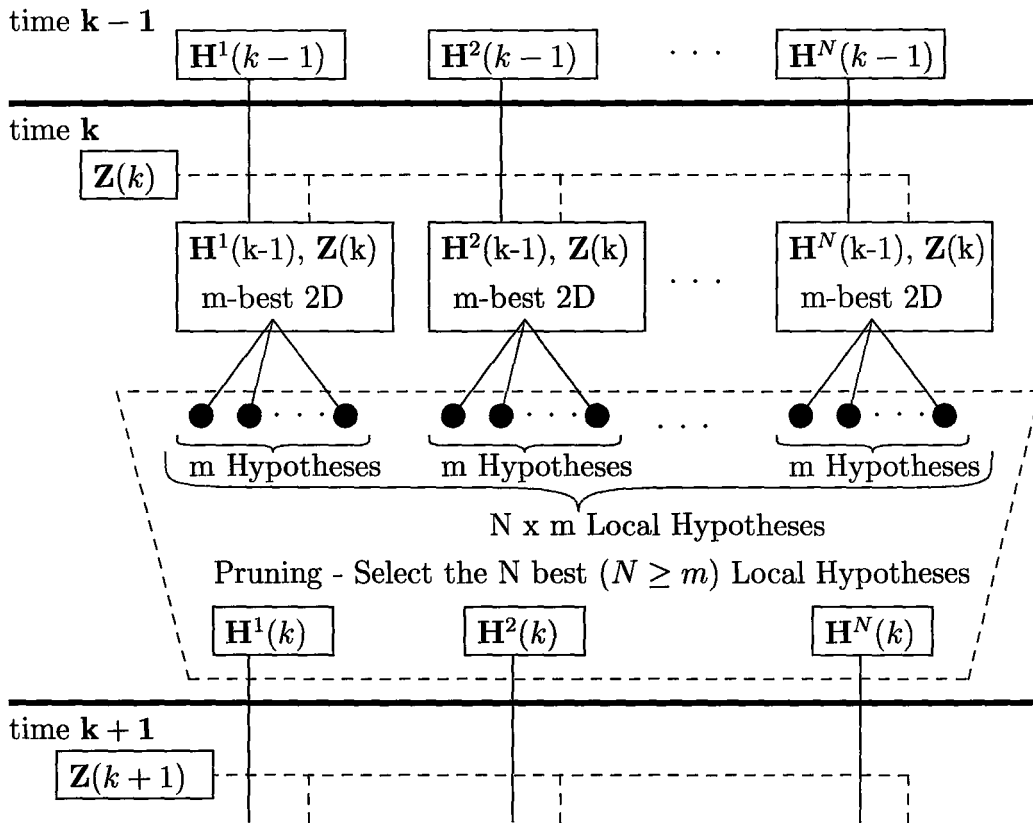 time k − 1
H¹(k − 1) H²(k − 1) · · · Hᴺ(k − 1)
time k
Z(k)
H¹(k-1), Z(k) H²(k-1), Z(k) Hᴺ(k-1), Z(k)
m-best 2D m-best 2D · · · m-best 2D
· · · · · · · · · · · ·
m Hypotheses m Hypotheses m Hypotheses
N x m Local Hypotheses
Pruning - Select the N best (N ≥ m) Local Hypotheses
H¹(k) H²(k) Hᴺ(k)
time k + 1
Z(k + 1)